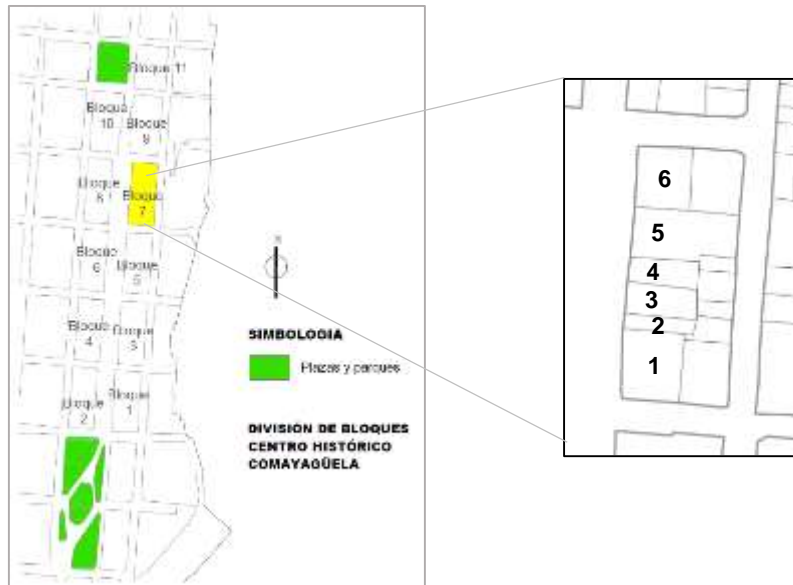 Bloque 11
Bloque
10
Bloque
9
Bloque
8
Bloque
7
Bloque
6
Bloque
5
Bloque
4
Bloque
3
Bloque
2
Bloque
1
N
SIMBOLOGIA
Plazas y parques
DIVISIÓN DE BLOQUES
CENTRO HISTÓRICO
COMAYAGÜELA
6
5
4
3
2
1